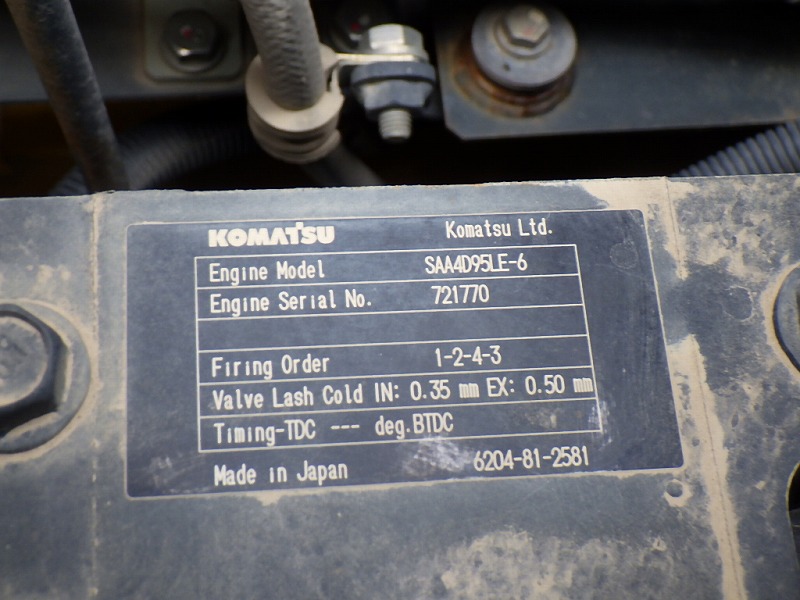 KOMATSU Komatsu Ltd.
Engine Model SAA4D95LE-6
Engine Serial No. 721770
Firing Order 1-2-4-3
Valve Lash Cold IN: 0.35 mm EX: 0.50 mm
Timing-TDC --- deg.BTDC
Made in Japan 6204-81-2581